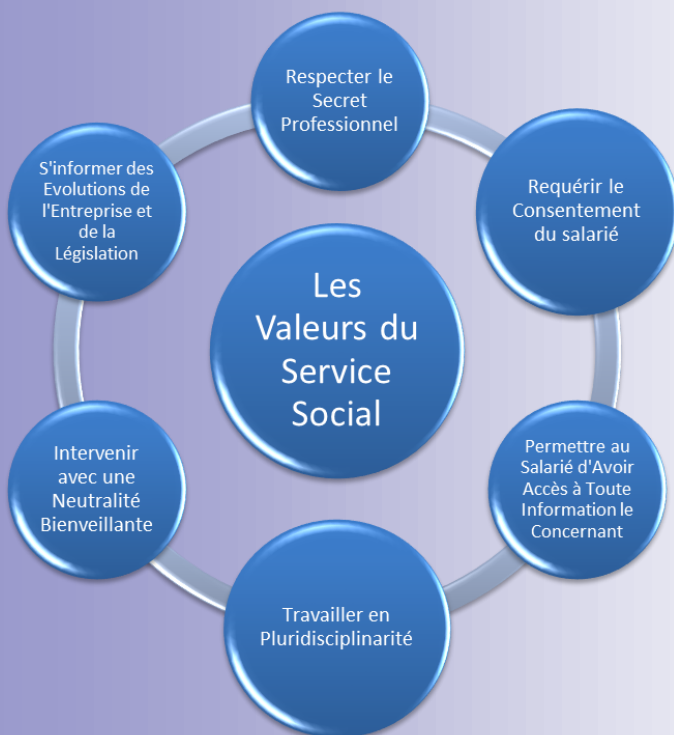 Respecter le
Secret
Professionnel
S'informer des
Evolutions de
l'Entreprise et
de la
Législation
Requérir le
Consentement
du salarié
Les
Valeurs du
Service
Social
Intervenir
avec une
Neutralité
Bienveillante
Permettre au
Salarié d'Avoir
Accès à Toute
Information le
Concernant
Travailler en
Pluridisciplinarité